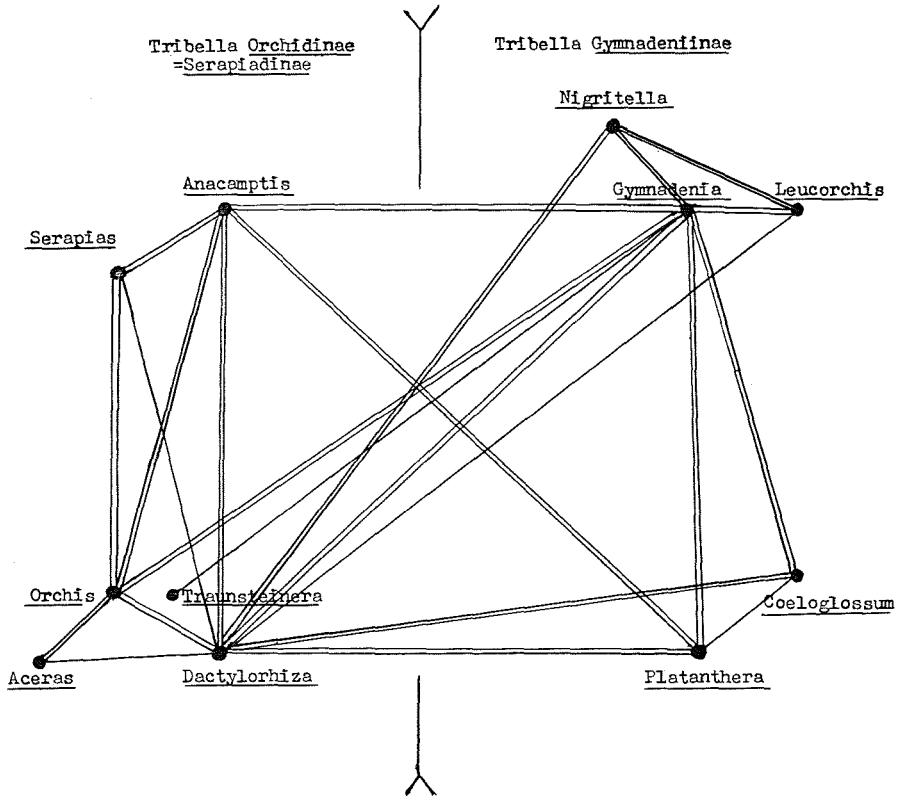 Tribella Orchidinae
=Serapiadinae
Tribella Gymnadeniinae
Nigritella
Anacamptis
Gymnadenia
Leucorchis
Serapias
Orchis
Traunsteinera
Coeloglossum
Aceras
Dactylorhiza
Platanthera